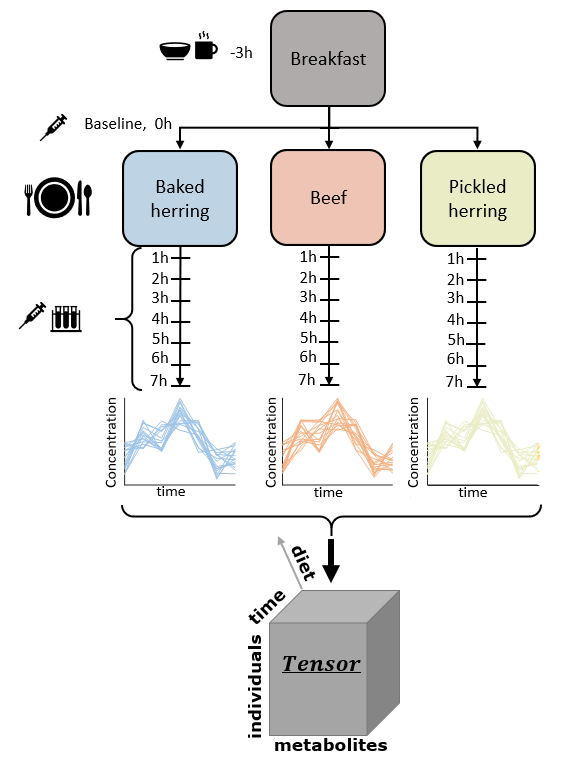 Breakfast
-3h
Baseline, 0h
Baked
herring
Beef
Pickled
herring
1h
2h
3h
4h
5h
6h
7h
1h
2h
3h
4h
5h
6h
7h
1h
2h
3h
4h
5h
6h
7h
Concentration
time
Concentration
time
Concentration
time
diet
time
individuals
Tensor
metabolites